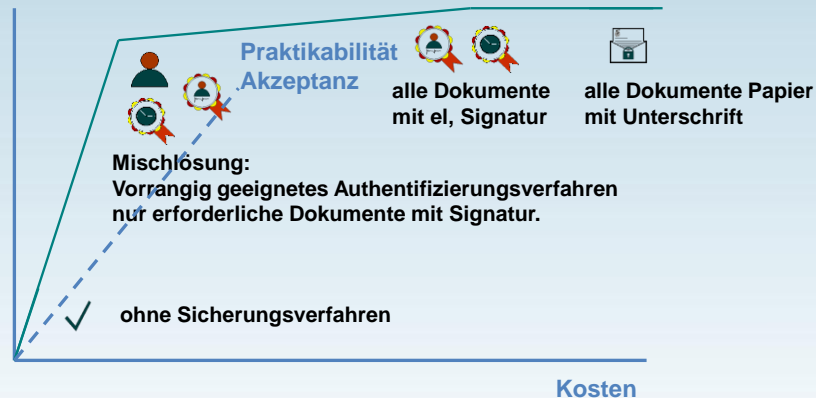 Praktikabilität
Akzeptanz
alle Dokumente
mit el, Signatur
alle Dokumente Papier
mit Unterschrift
Mischlösung:
Vorrangig geeignetes Authentifizierungsverfahren
nur erforderliche Dokumente mit Signatur.
ohne Sicherungsverfahren
Kosten